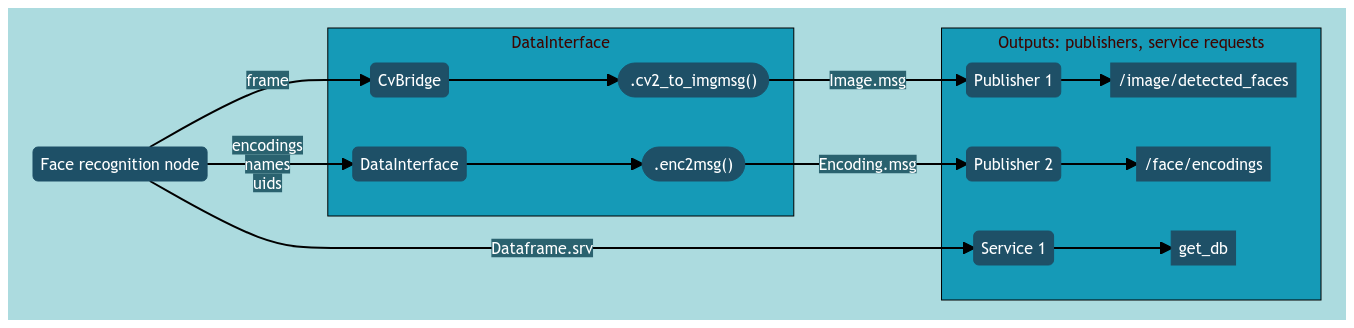 DataInterface
Outputs: publishers, service requests
frame
CvBridge
.cv2_to_imgmsg()
Image.msg
Publisher 1
/image/detected_faces
Face recognition node
encodings
names
uids
DataInterface
.enc2msg()
Encoding.msg
Publisher 2
/face/encodings
Dataframe.srv
Service 1
get_db